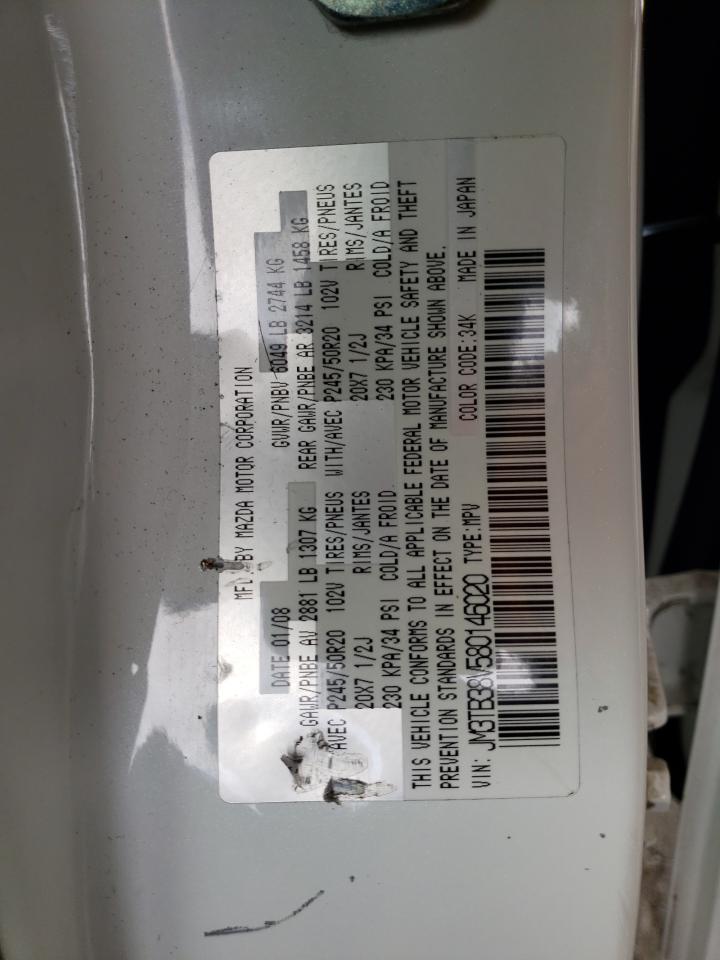 MFD. BY MAZDA MOTOR CORPORATION
DATE 01/08 GVWR/PNBV 6049 LB 2744 KG
GAWR/PNBE AV 2881 LB 1307 KG REAR GAWR/PNBE AR 3214 LB 1458 KG
AVEC P245/50R20 102V TIRES/PNEUS WITH/AVEC P245/50R20 102V TIRES/PNEUS
20X7 1/2J RIMS/JANTES 20X7 1/2J RIMS/JANTES
230 KPA/34 PSI COLD/A FROID 230 KPA/34 PSI COLD/A FROID
THIS VEHICLE CONFORMS TO ALL APPLICABLE FEDERAL MOTOR VEHICLE SAFETY AND THEFT
PREVENTION STANDARDS IN EFFECT ON THE DATE OF MANUFACTURE SHOWN ABOVE.
VIN: JM3TB38V580146020 TYPE:MPV COLOR CODE:34K MADE IN JAPAN